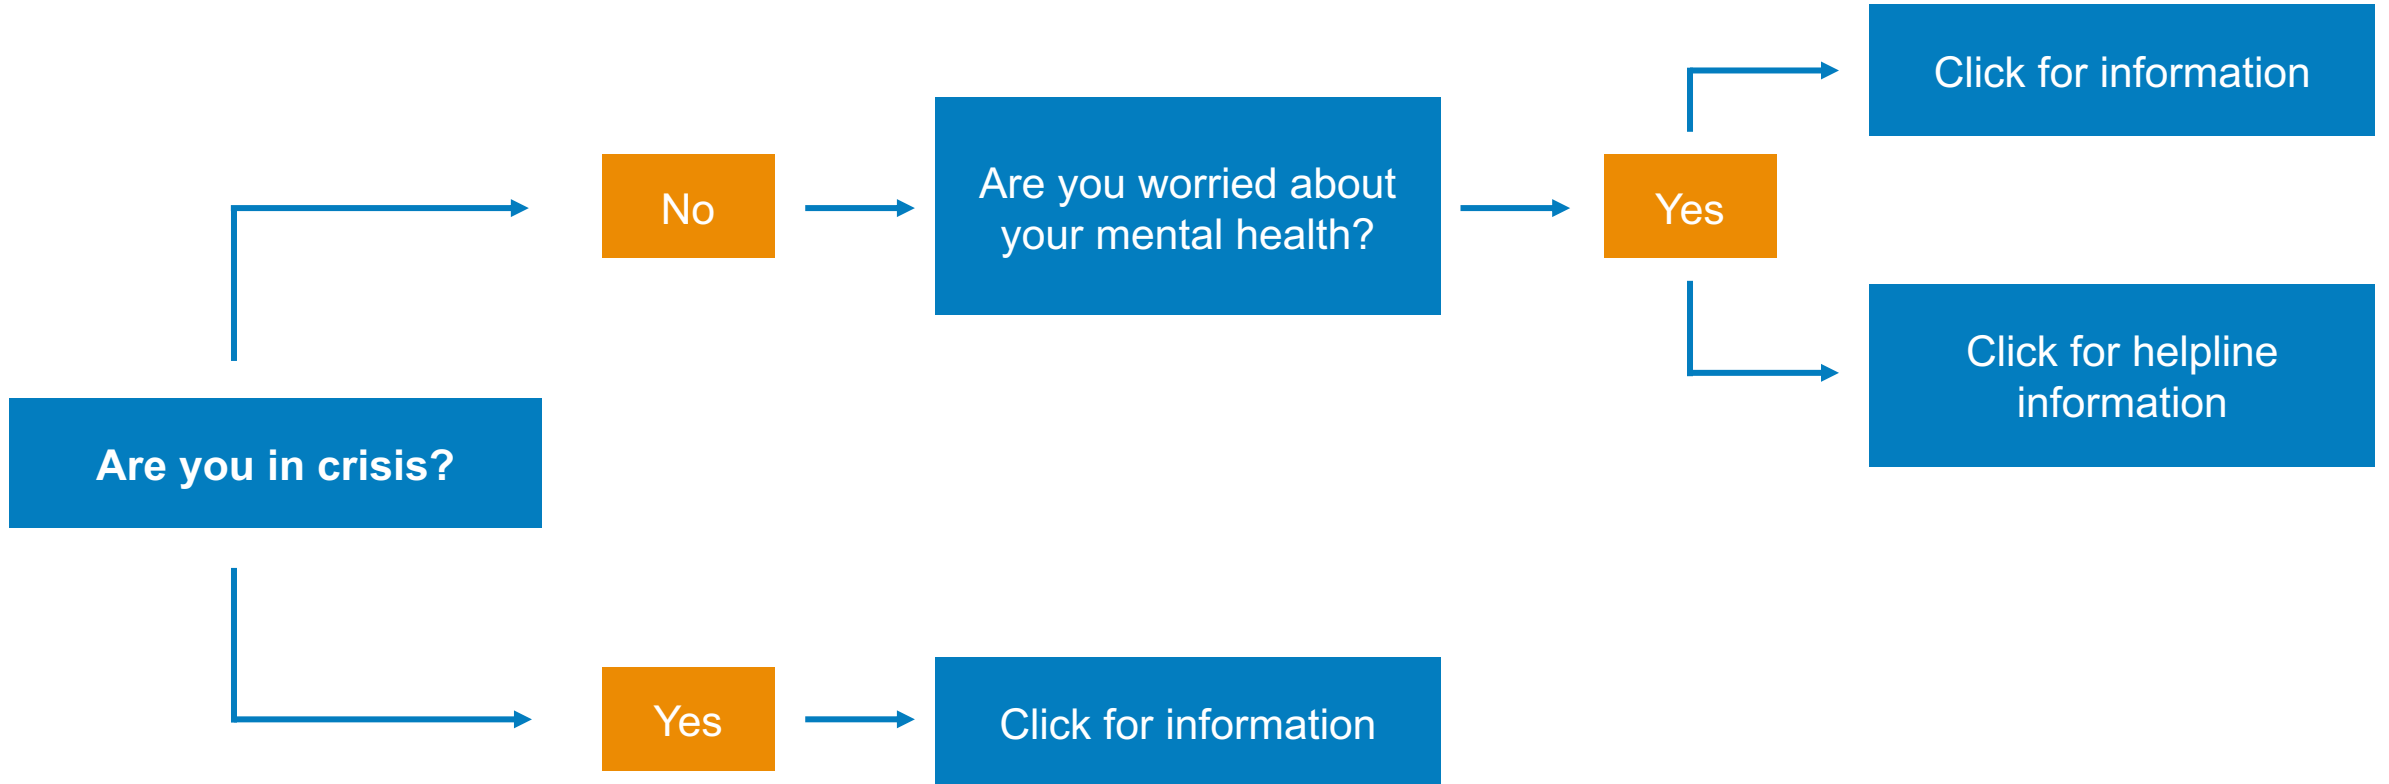 Click for information
No
Are you worried about
your mental health?
Yes
Click for helpline
information
Are you in crisis?
Yes
Click for information